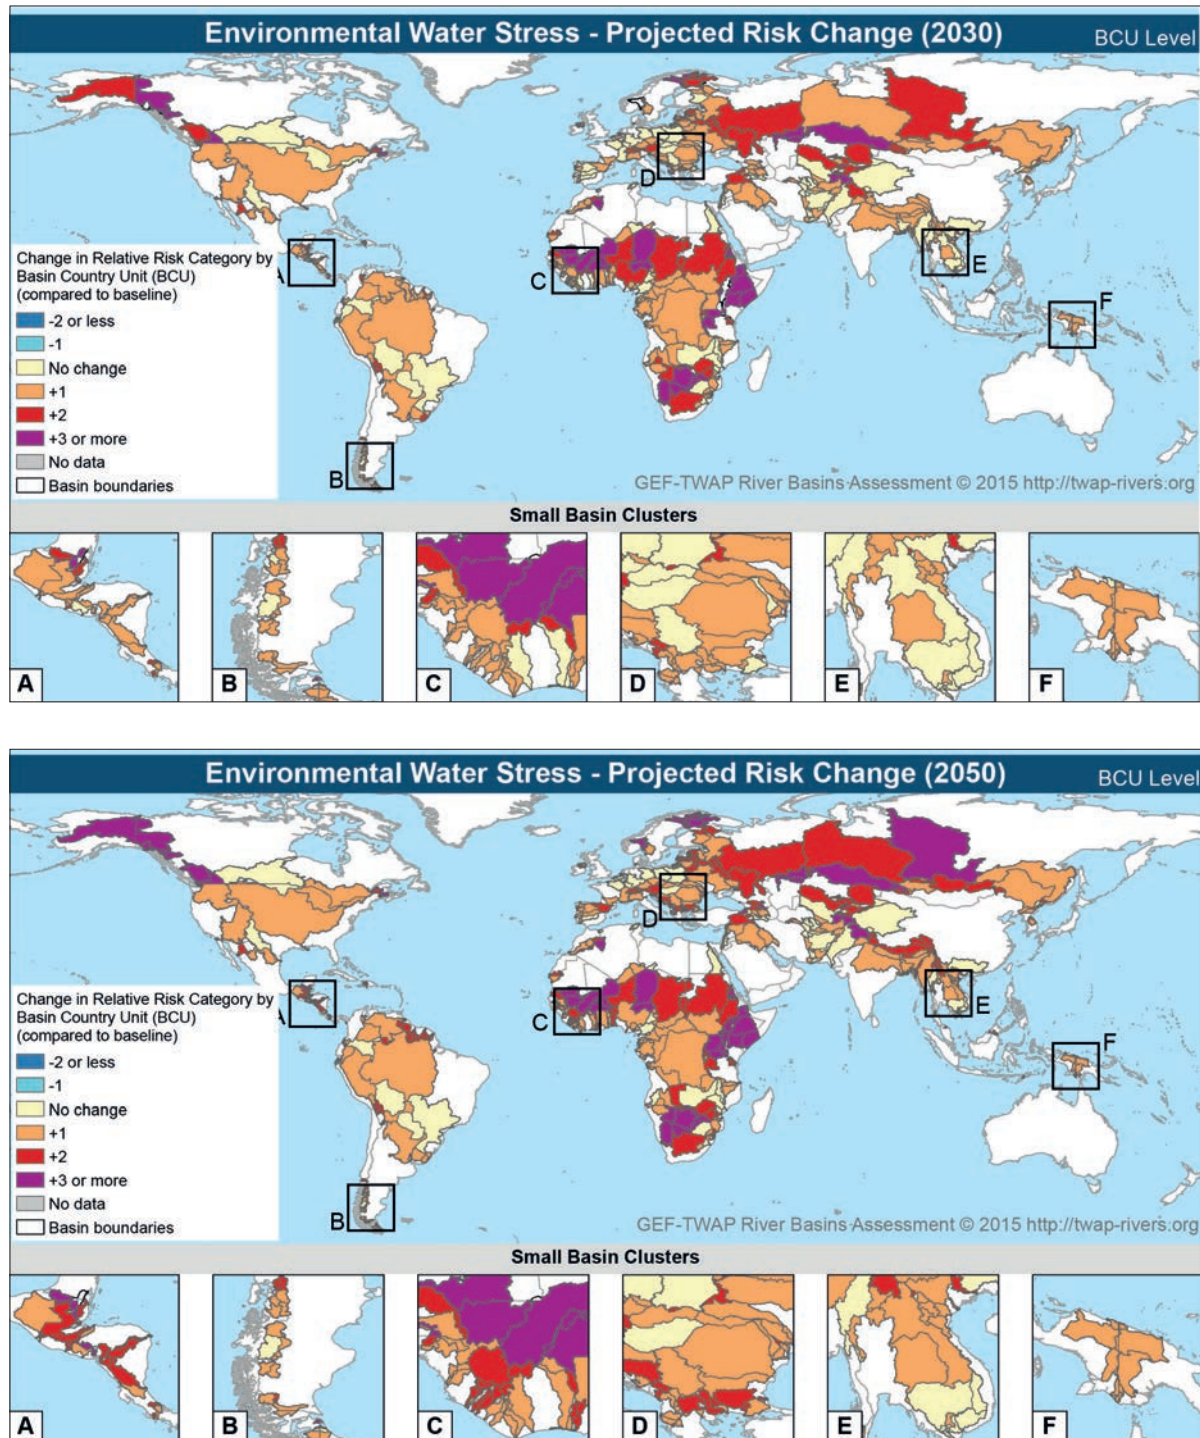 Environmental Water Stress - Projected Risk Change (2030)
BCU Level
Change in Relative Risk Category by
Basin Country Unit (BCU)
(compared to baseline)
-2 or less
-1
No change
+1
+2
+3 or more
No data
Basin boundaries
A
B
C
D
E
F
GEF-TWAP River Basins Assessment © 2015 http://twap-rivers.org
Small Basin Clusters
A
B
C
D
E
F
Environmental Water Stress - Projected Risk Change (2050)
BCU Level
Change in Relative Risk Category by
Basin Country Unit (BCU)
(compared to baseline)
-2 or less
-1
No change
+1
+2
+3 or more
No data
Basin boundaries
A
B
C
D
E
F
GEF-TWAP River Basins Assessment © 2015 http://twap-rivers.org
Small Basin Clusters
A
B
C
D
E
F